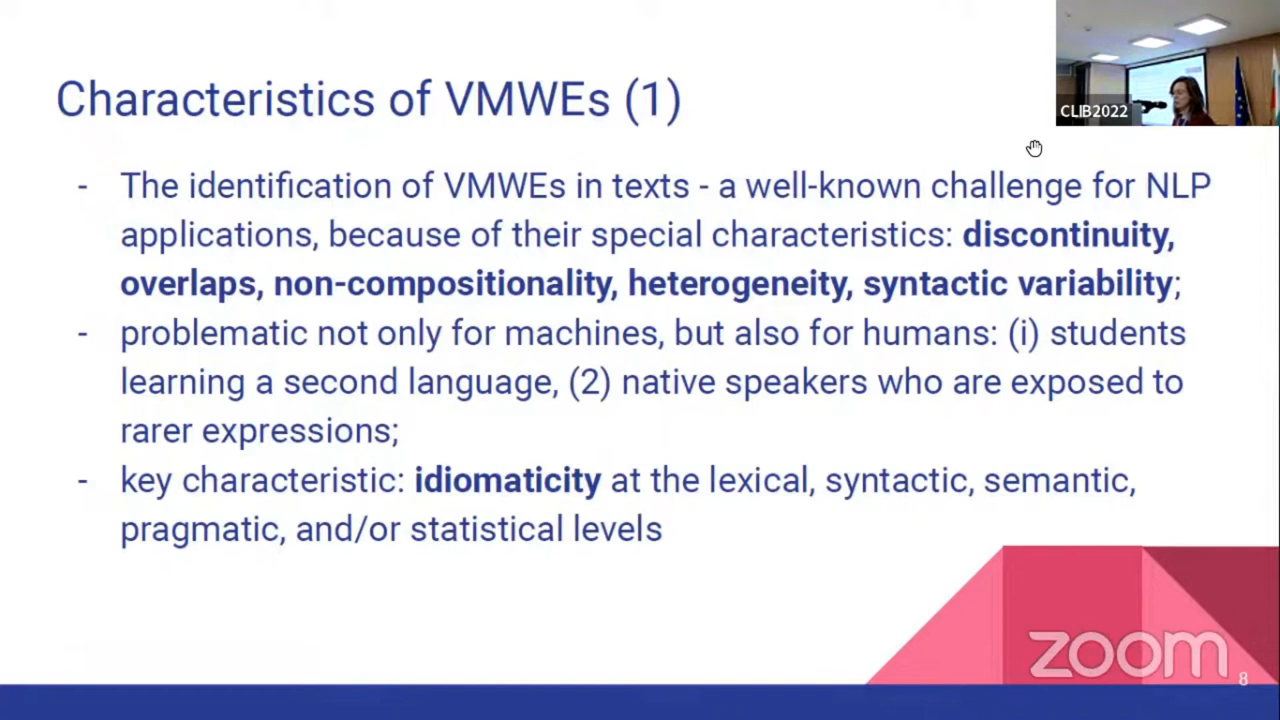 CLIB2022
Characteristics of VMWEs (1)
- The identification of VMWEs in texts - a well-known challenge for NLP
applications, because of their special characteristics: discontinuity,
overlaps, non-compositionality, heterogeneity, syntactic variability;
- problematic not only for machines, but also for humans: (i) students
learning a second language, (2) native speakers who are exposed to
rarer expressions;
- key characteristic: idiomaticity at the lexical, syntactic, semantic,
pragmatic, and/or statistical levels
zoom
8